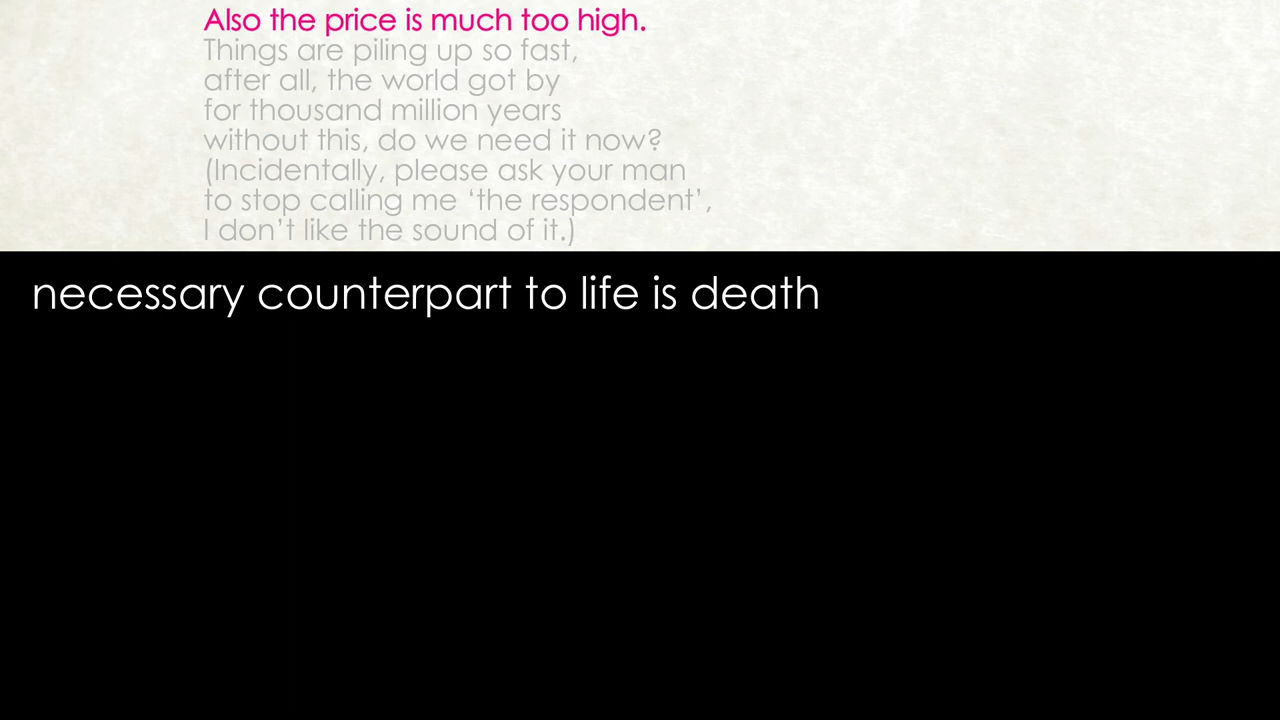 Also the price is much too high.
Things are piling up so fast,
after all, the world got by
for thousand million years
without this, do we need it now?
(Incidentally, please ask your man
to stop calling me ‘the respondent’,
I don’t like the sound of it.)
necessary counterpart to life is death